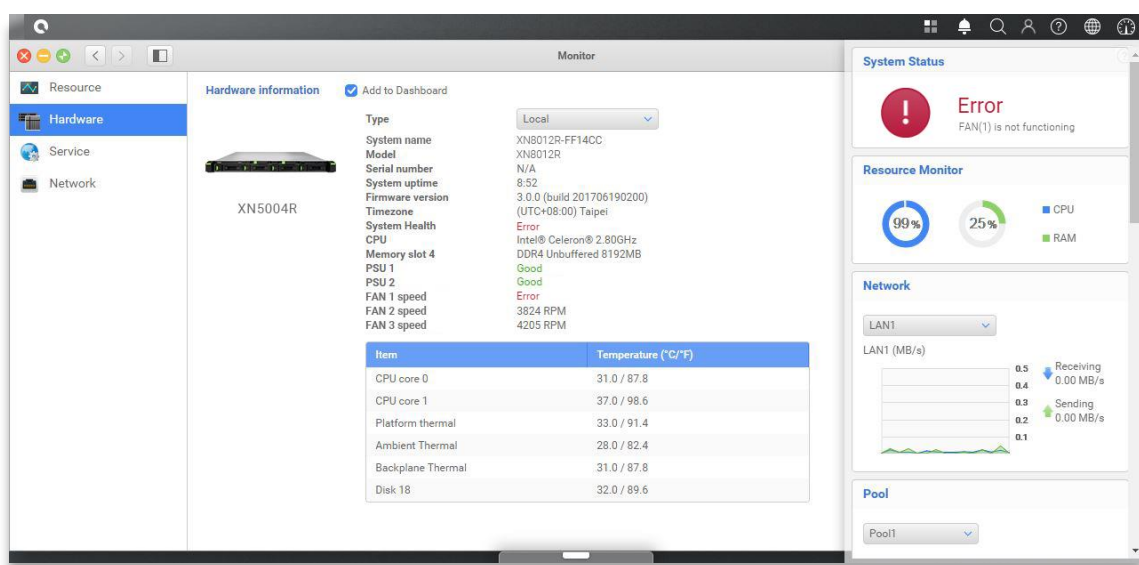 Monitor
Resource
Hardware
Service
Network
Hardware information
Add to Dashboard
XN5004R
Type Local
System name XN8012R-FF14CC
Model XN8012R
Serial number N/A
System uptime 8:52
Firmware version 3.0.0 (build 201706190200)
Timezone (UTC+08:00) Taipei
System Health Error
CPU Intel® Celeron® 2.80GHz
Memory slot 4 DDR4 Unbuffered 8192MB
PSU 1 Good
PSU 2 Good
FAN 1 speed Error
FAN 2 speed 3824 RPM
FAN 3 speed 4205 RPM
Item Temperature (°C/°F)
CPU core 0 31.0 / 87.8
CPU core 1 37.0 / 98.6
Platform thermal 33.0 / 91.4
Ambient Thermal 28.0 / 82.4
Backplane Thermal 31.0 / 87.8
Disk 18 32.0 / 89.6
System Status
Error
FAN(1) is not functioning
Resource Monitor
99%
25%
CPU
RAM
Network
LAN1
LAN1 (MB/s)
0.5
0.4
0.3
0.2
0.1
Receiving
0.00 MB/s
Sending
0.00 MB/s
Pool
Pool1